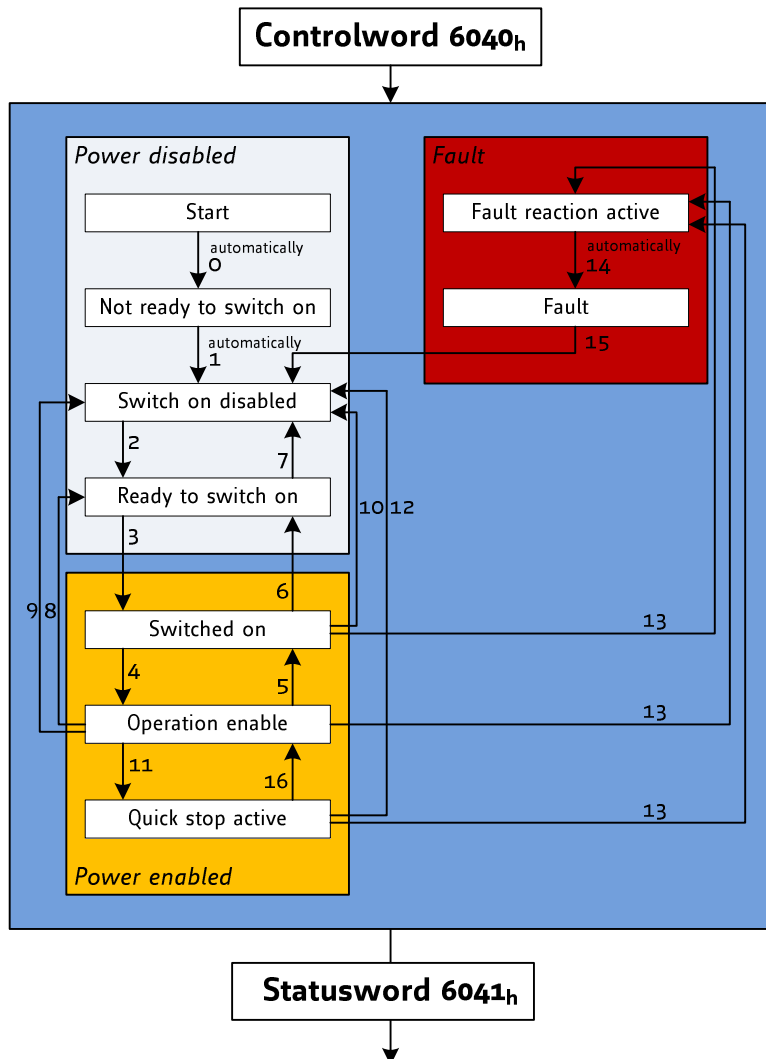 Controlword 6040h
Power disabled
Fault
Start
Fault reaction active
automatically
0
automatically
14
Not ready to switch on
Fault
automatically
1
15
Switch on disabled
2
7
Ready to switch on
10
12
3
6
9
8
Switched on
13
4
5
Operation enable
13
11
16
Quick stop active
13
Power enabled
Statusword 6041h